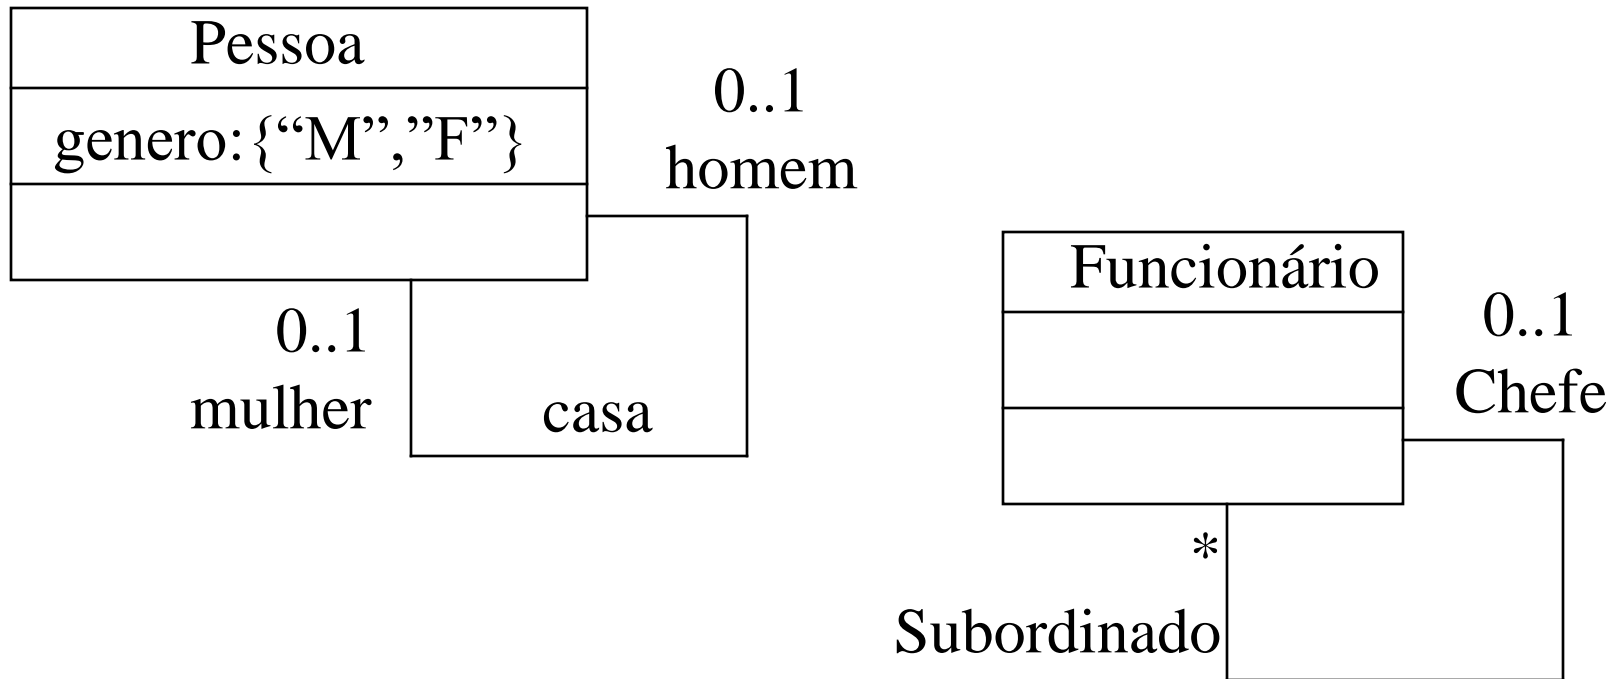 Pessoa
genero:{“M”,”F”}
0..1
homem
0..1
mulher
casa
Funcionário
0..1
Chefe
*
Subordinado